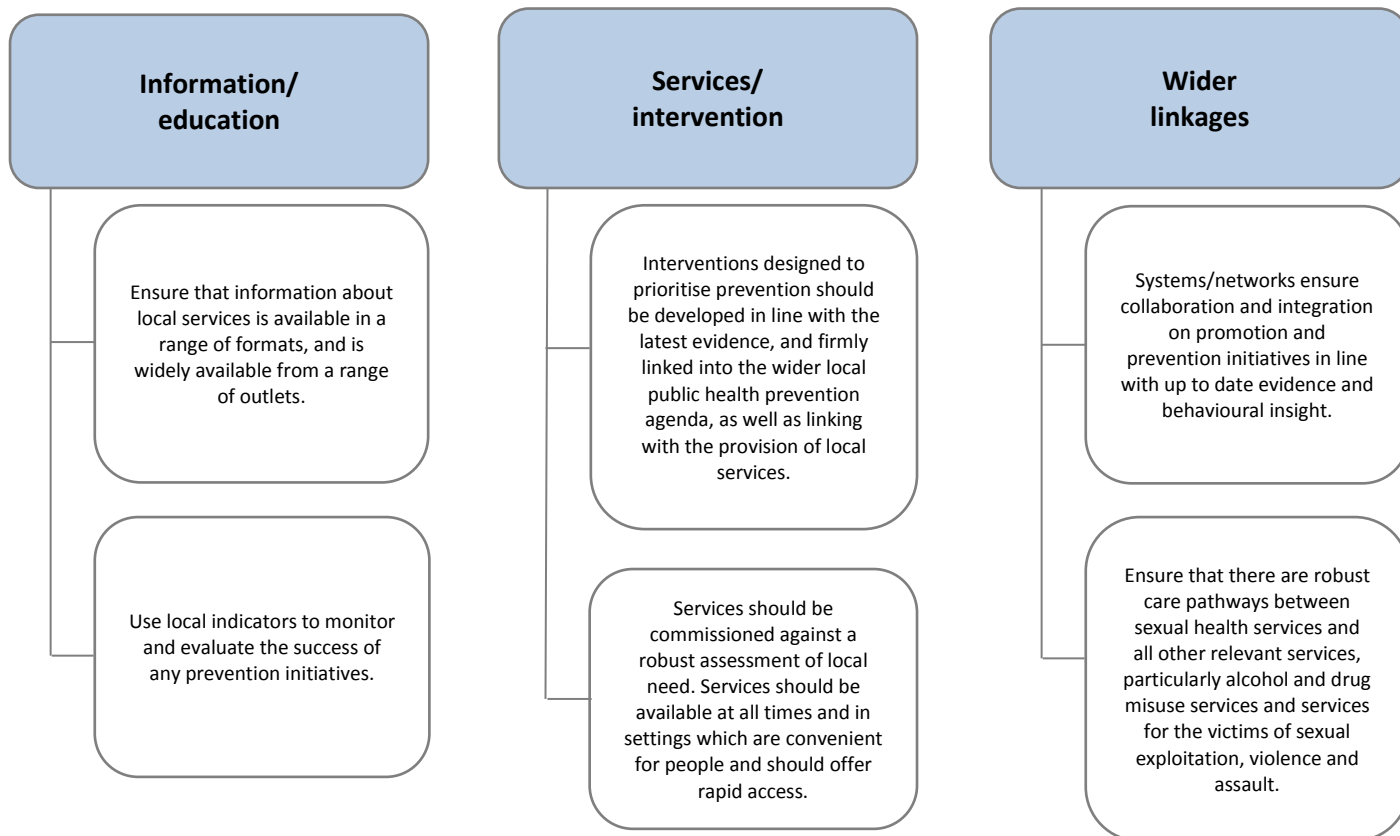 Information/
education
Ensure that information about
local services is available in a
range of formats, and is
widely available from a range
of outlets.
Use local indicators to monitor
and evaluate the success of
any prevention initiatives.
Services/
intervention
Interventions designed to
prioritise prevention should
be developed in line with the
latest evidence, and firmly
linked into the wider local
public health prevention
agenda, as well as linking
with the provision of local
services.
Services should be
commissioned against a
robust assessment of local
need. Services should be
available at all times and in
settings which are convenient
for people and should offer
rapid access.
Wider
linkages
Systems/networks ensure
collaboration and integration
on promotion and
prevention initiatives in line
with up to date evidence and
behavioural insight.
Ensure that there are robust
care pathways between
sexual health services and
all other relevant services,
particularly alcohol and drug
misuse services and services
for the victims of sexual
exploitation, violence and
assault.